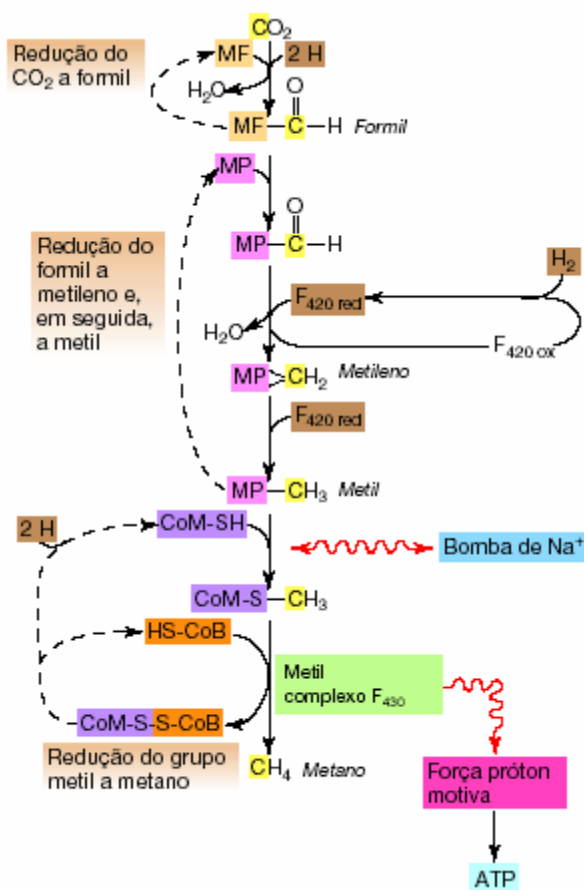 CO₂
Redução do
CO₂ a formil
MF
2 H
H₂O
O
MF C H Formil
MP
O
MP C H
Redução do
formil a
metileno e,
em seguida,
a metil
H₂
F₄₂₀ red
H₂O
F₄₂₀ ox
MP CH₂ Metileno
F₄₂₀ red
MP CH₃ Metil
2 H
CoM-SH
Bomba de Na⁺
CoM-S CH₃
HS-CoB
Metil
complexo F₄₃₀
CoM-S-S-CoB
Redução do grupo
metil a metano
CH₄ Metano
Força próton
motiva
ATP